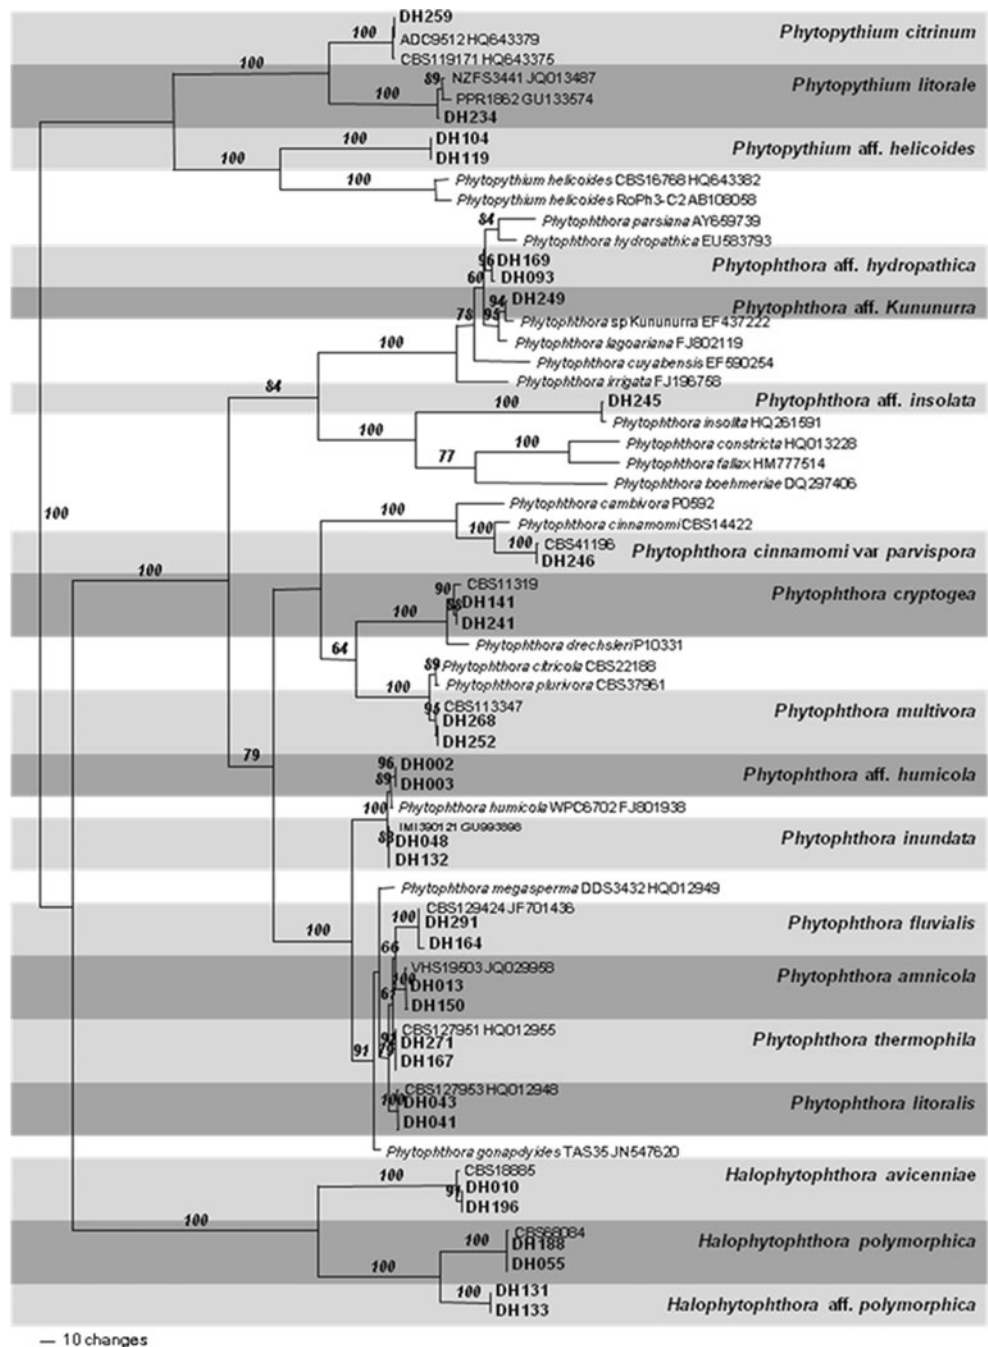 DH259
100
ADC9512 HQ643379
Phytopythium citrinum
CBS119171 HQ643375
100
89 NZFS3441 JQ013487
Phytopythium litorale
100
PPR1862 GU133574
DH234
DH104
100
Phytopythium aff. helicoides
DH119
100
100
Phytopythium helicoides CBS16768 HQ643382
Phytopythium helicoides RoPh3-C2 AB108058
84
Phytophthora parsiana AY659739
Phytophthora hydropathica EU583793
96 DH169
Phytophthora aff. hydropathica
60 DH093
94 DH249
Phytophthora aff. Kununurra
78 95
Phytophthora sp Kununurra EF437222
Phytophthora lagoariana FJ802119
100
Phytophthora cuyabensis EF590254
Phytophthora irrigata FJ196758
84
100 DH245
Phytophthora aff. insolata
Phytophthora insolita HQ261591
100
100
Phytophthora constricta HQ013228
77
Phytophthora fallax HM777514
Phytophthora boehmeriae DQ297406
100
Phytophthora cambivora P0592
100
100 Phytophthora cinnamomi CBS14422
100 CBS41196
Phytophthora cinnamomi var parvispora
DH246
100
90 CBS11319
Phytophthora cryptogea
100
88 DH141
DH241
64
Phytophthora drechsleri P10331
89 Phytophthora citricola CBS22188
100
Phytophthora plurivora CBS37961
95 CBS113347
Phytophthora multivora
DH268
DH252
79
96 DH002
Phytophthora aff. humicola
89 DH003
100 Phytophthora humicola WPC6702 FJ801938
IMI390121 GU993898
Phytophthora inundata
88 DH048
DH132
Phytophthora megasperma DDS3432 HQ012949
CBS129424 JF701436
100 DH291
Phytophthora fluvialis
100
66 DH164
VHS19503 JQ029958
Phytophthora amnicola
100 DH013
DH150
CBS127951 HQ012955
Phytophthora thermophila
DH271
91 79 DH167
CBS127953 HQ012948
Phytophthora litoralis
100 DH043
DH041
Phytophthora gonapdyides TAS35 JN547620
CBS18885
Halophytophthora avicenniae
100
91 DH010
DH196
100
CBS68084
Halophytophthora polymorphica
100 DH188
DH055
100
100 DH131
Halophytophthora aff. polymorphica
DH133
10 changes